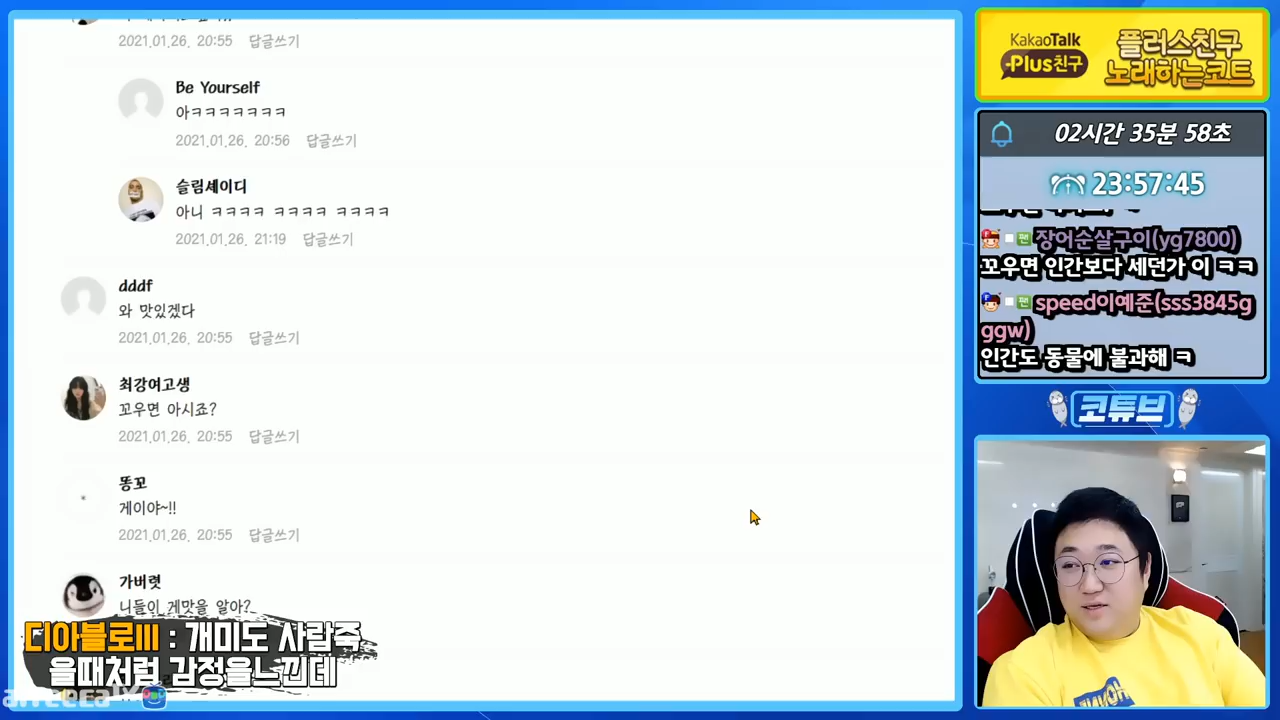 2021.01.26. 20:55 답글쓰기
Be Yourself
아ㅋㅋㅋㅋㅋㅋㅋ
2021.01.26. 20:56 답글쓰기
슬림셰이디
아니 ㅋㅋㅋㅋ ㅋㅋㅋㅋ ㅋㅋㅋㅋ
2021.01.26. 21:19 답글쓰기
dddf
와 맛있겠다
2021.01.26. 20:55 답글쓰기
최강여고생
꼬우면 아시죠?
2021.01.26. 20:55 답글쓰기
똥꼬
게이야~!!
2021.01.26. 20:55 답글쓰기
가버렷
니들이 게맛을 알아?
디아블로III : 개미도 사람죽
을때처럼 감정을느낀데
KakaoTalk
Plus친구
플러스친구
노래하는코트
02시간 35분 58초
23:57:45
장어순살구이(yg7800)
꼬우면 인간보다 세던가 이 ㅋㅋ
speed이예준(sss3845g
ggw)
인간도 동물에 불과해 ㅋ
코튜브